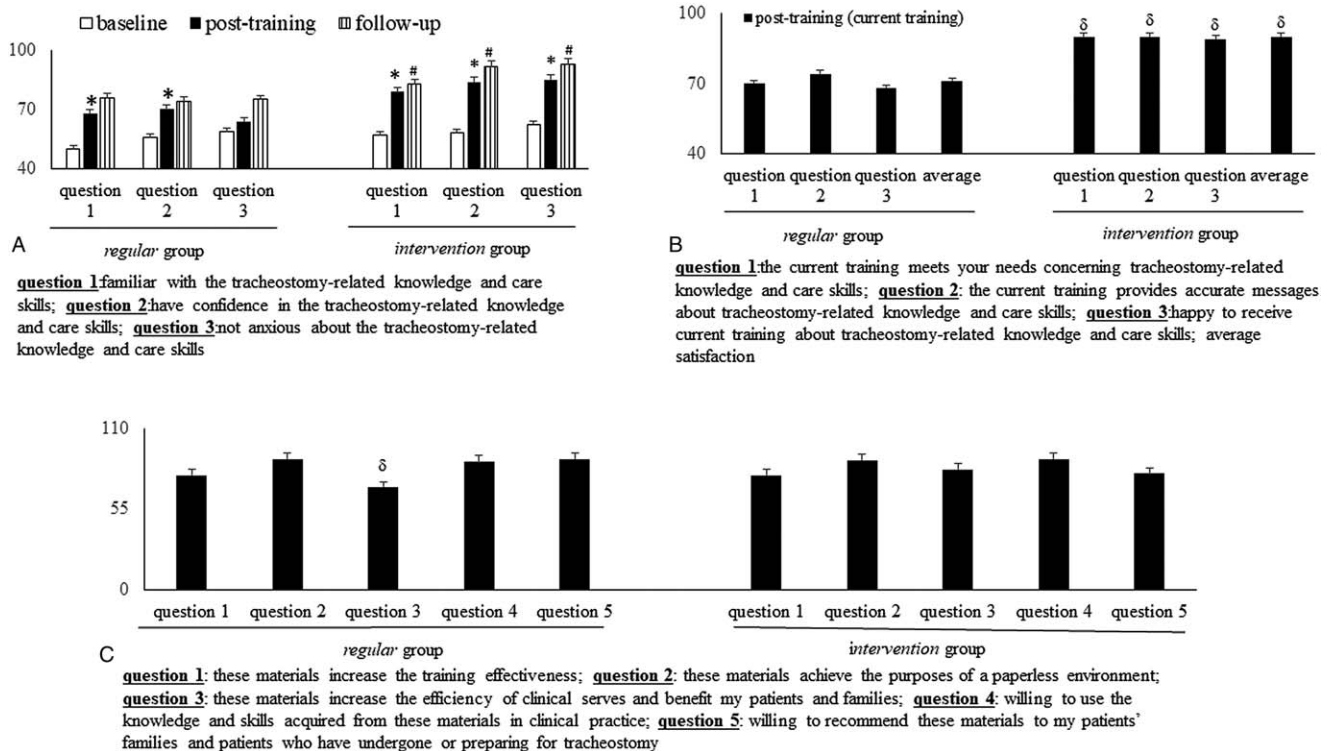 baseline post-training follow-up
100
70
40
* * * * *
# # #
question 1 question 2 question 3 question 1 question 2 question 3
regular group intervention group
A
question 1:familiar with the tracheostomy-related knowledge and care
skills; question 2:have confidence in the tracheostomy-related knowledge
and care skills; question 3:not anxious about the tracheostomy-related
knowledge and care skills
post-training (current training)
100
70
40
δ δ δ δ
question 1 question 2 question 3 average question 1 question 2 question 3 average
regular group intervention group
B
question 1:the current training meets your needs concerning tracheostomy-related
knowledge and care skills; question 2: the current training provides accurate messages
about tracheostomy-related knowledge and care skills; question 3:happy to receive
current training about tracheostomy-related knowledge and care skills; average
satisfaction
110
55
0
δ
question 1 question 2 question 3 question 4 question 5 question 1 question 2 question 3 question 4 question 5
regular group intervention group
C
question 1: these materials increase the training effectiveness; question 2: these materials achieve the purposes of a paperless environment;
question 3: these materials increase the efficiency of clinical serves and benefit my patients and families; question 4: willing to use the
knowledge and skills acquired from these materials in clinical practice; question 5: willing to recommend these materials to my patients'
families and patients who have undergone or preparing for tracheostomy